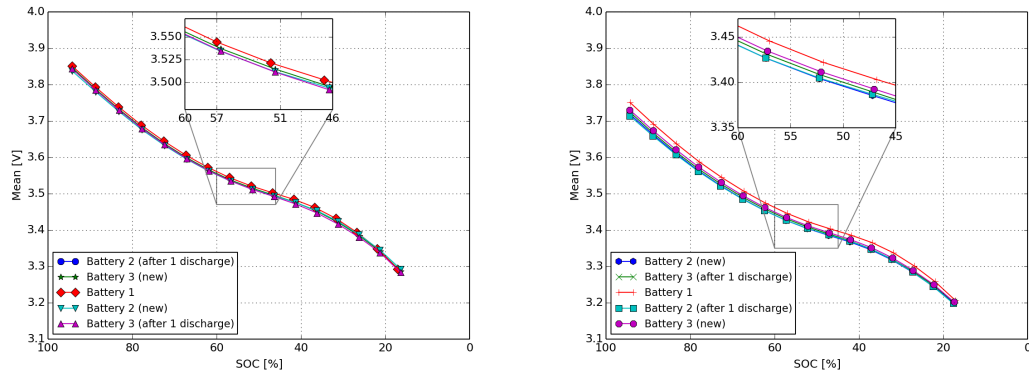 4.0
3.9
3.8
3.7
3.6
3.5
3.4
3.3
3.2
3.1
Mean [V]
3.550
3.525
3.500
60 57 51 46
Battery 2 (after 1 discharge)
Battery 3 (new)
Battery 1
Battery 2 (new)
Battery 3 (after 1 discharge)
100 80 60 40 20 0
SOC [%]
4.0
3.9
3.8
3.7
3.6
3.5
3.4
3.3
3.2
3.1
Mean [V]
3.45
3.40
3.35
60 55 50 45
Battery 2 (new)
Battery 3 (after 1 discharge)
Battery 1
Battery 2 (after 1 discharge)
Battery 3 (new)
100 80 60 40 20 0
SOC [%]